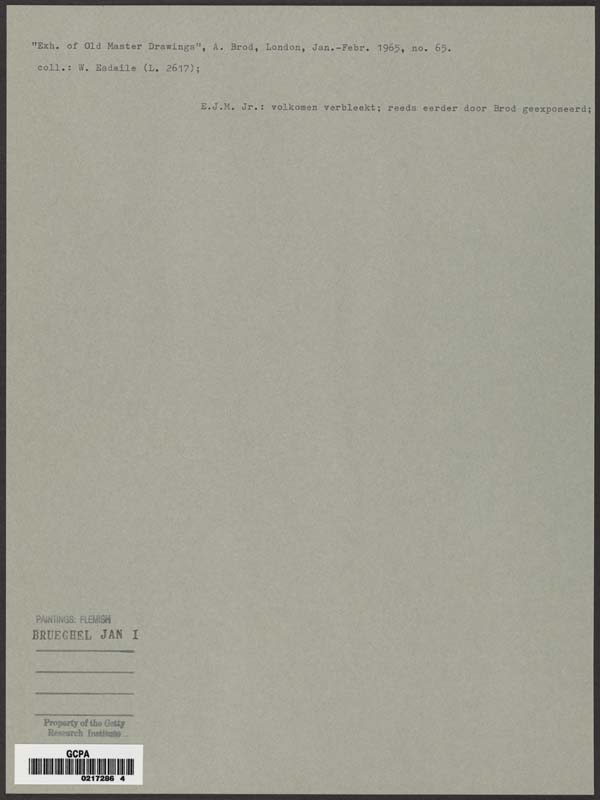 "Exh. of Old Master Drawings", A. Brod, London, Jan.-Febr. 1965, no. 65.
coll.: W. Esdaile (L. 2617);
E.J.M. Jr.: volkomen verbleekt; reeds eerder door Brod geexposeerd;
PAINTINGS: FLEMISH
BRUEGHEL JAN I
Property of the Getty
Research Institute
GCPA
0217286 4